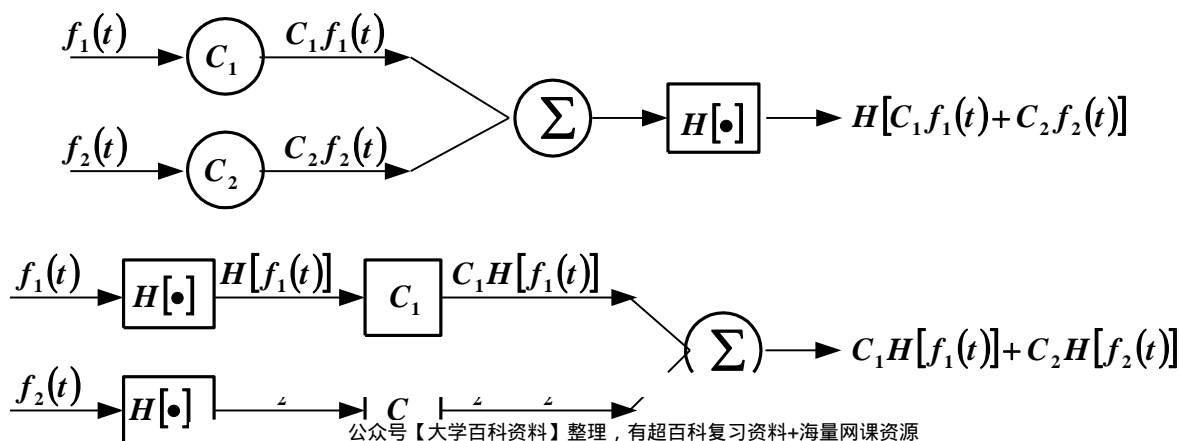 f₁(t) C₁ C₁f₁(t)
Σ H[•] H[C₁f₁(t)+C₂f₂(t)]
f₂(t) C₂ C₂f₂(t)
f₁(t) H[•] H[f₁(t)] C₁ C₁H[f₁(t)]
Σ C₁H[f₁(t)]+C₂H[f₂(t)]
f₂(t) H[•] C
公众号【大学百科资料】整理，有超百科复习资料+海量网课资源